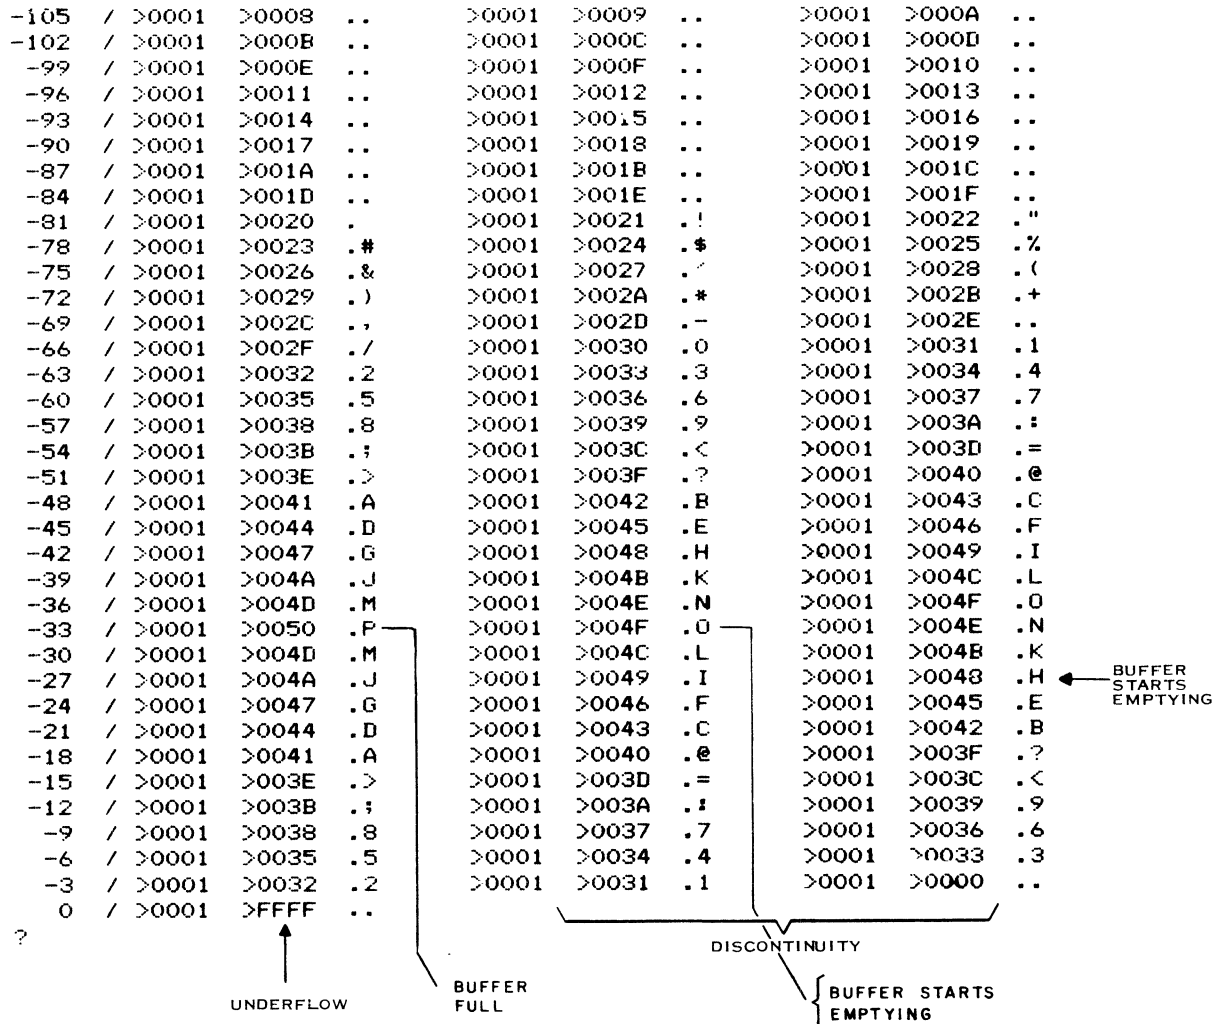 -105 / >0001 >0008 .. >0001 >0009 .. >0001 >000A ..
-102 / >0001 >000B .. >0001 >000C .. >0001 >000D ..
-99 / >0001 >000E .. >0001 >000F .. >0001 >0010 ..
-96 / >0001 >0011 .. >0001 >0012 .. >0001 >0013 ..
-93 / >0001 >0014 .. >0001 >0015 .. >0001 >0016 ..
-90 / >0001 >0017 .. >0001 >0018 .. >0001 >0019 ..
-87 / >0001 >001A .. >0001 >001B .. >0001 >001C ..
-84 / >0001 >001D .. >0001 >001E .. >0001 >001F ..
-81 / >0001 >0020 . >0001 >0021 .! >0001 >0022 ."
-78 / >0001 >0023 .# >0001 >0024 .$ >0001 >0025 .%
-75 / >0001 >0026 .& >0001 >0027 .´ >0001 >0028 .(
-72 / >0001 >0029 .) >0001 >002A .* >0001 >002B .+
-69 / >0001 >002C ., >0001 >002D .- >0001 >002E ..
-66 / >0001 >002F ./ >0001 >0030 .0 >0001 >0031 .1
-63 / >0001 >0032 .2 >0001 >0033 .3 >0001 >0034 .4
-60 / >0001 >0035 .5 >0001 >0036 .6 >0001 >0037 .7
-57 / >0001 >0038 .8 >0001 >0039 .9 >0001 >003A .:
-54 / >0001 >003B .; >0001 >003C .< >0001 >003D .=
-51 / >0001 >003E .> >0001 >003F .? >0001 >0040 .@
-48 / >0001 >0041 .A >0001 >0042 .B >0001 >0043 .C
-45 / >0001 >0044 .D >0001 >0045 .E >0001 >0046 .F
-42 / >0001 >0047 .G >0001 >0048 .H >0001 >0049 .I
-39 / >0001 >004A .J >0001 >004B .K >0001 >004C .L
-36 / >0001 >004D .M >0001 >004E .N >0001 >004F .O
-33 / >0001 >0050 .P >0001 >004F .O >0001 >004E .N
-30 / >0001 >004D .M >0001 >004C .L >0001 >004B .K
-27 / >0001 >004A .J >0001 >0049 .I >0001 >0048 .H
-24 / >0001 >0047 .G >0001 >0046 .F >0001 >0045 .E
-21 / >0001 >0044 .D >0001 >0043 .C >0001 >0042 .B
-18 / >0001 >0041 .A >0001 >0040 .@ >0001 >003F .?
-15 / >0001 >003E .> >0001 >003D .= >0001 >003C .<
-12 / >0001 >003B .; >0001 >003A .: >0001 >0039 .9
-9 / >0001 >0038 .8 >0001 >0037 .7 >0001 >0036 .6
-6 / >0001 >0035 .5 >0001 >0034 .4 >0001 >0033 .3
-3 / >0001 >0032 .2 >0001 >0031 .1 >0001 >0000 ..
0 / >0001 >FFFF ..
?
BUFFER
STARTS
EMPTYING
DISCONTINUITY
UNDERFLOW
BUFFER
FULL
BUFFER STARTS
EMPTYING